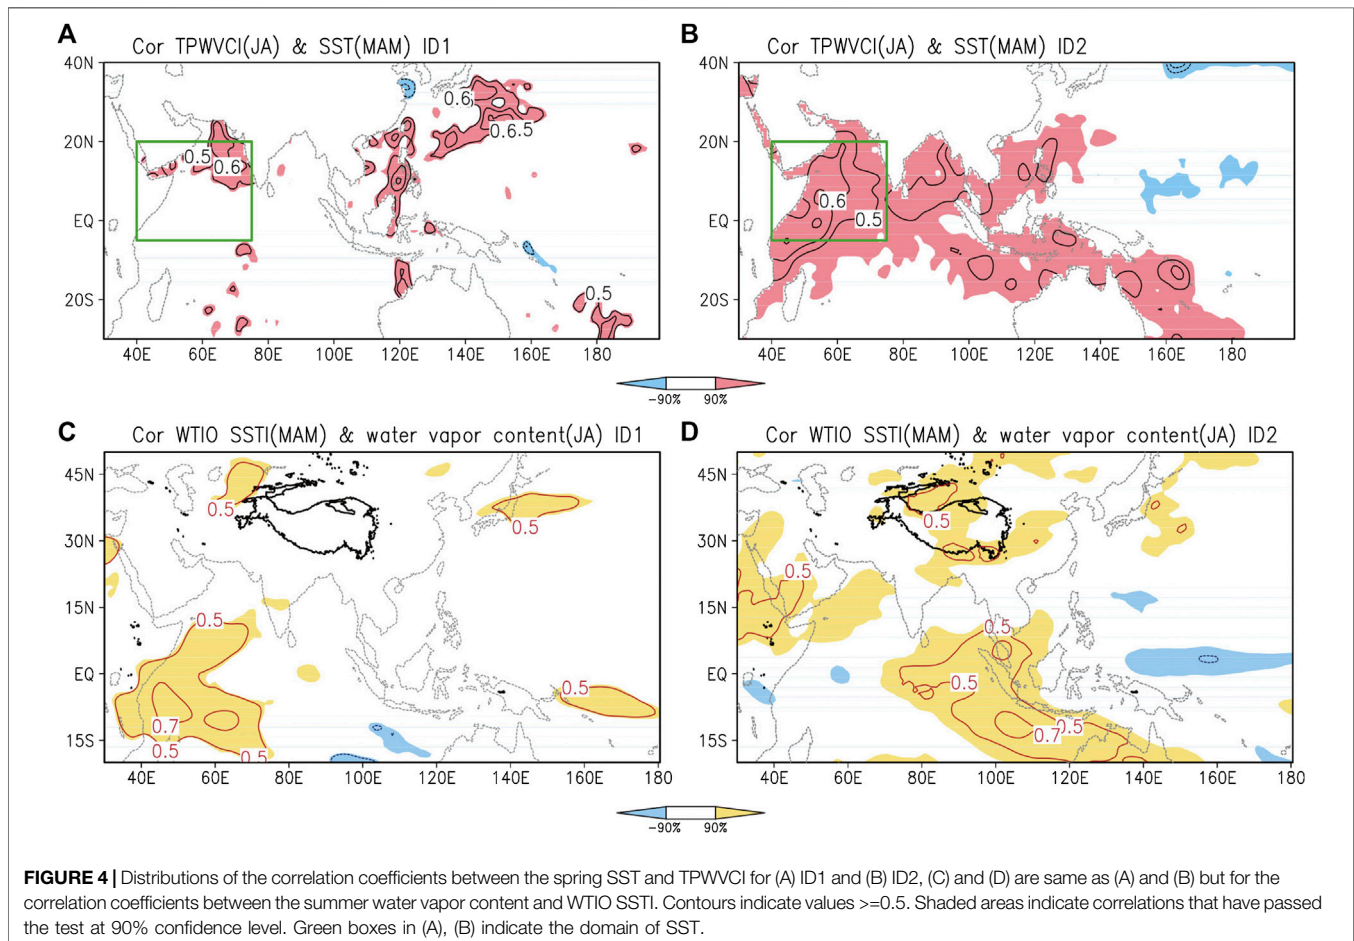 A
Cor TPWVCI(JA) & SST(MAM) ID1
40N
20N
EQ
20S
40E 60E 80E 100E 120E 140E 160E 180
0.5
0.6
0.6
0.6.5
0.5
B
Cor TPWVCI(JA) & SST(MAM) ID2
40N
20N
EQ
20S
40E 60E 80E 100E 120E 140E 160E 180
0.6
0.5
-90% 90%
C
Cor WTIO SSTI(MAM) & water vapor content(JA) ID1
45N
30N
15N
EQ
15S
40E 60E 80E 100E 120E 140E 160E 180
0.5
0.5
0.5
0.5
0.7
0.5
0.5
D
Cor WTIO SSTI(MAM) & water vapor content(JA) ID2
45N
30N
15N
EQ
15S
40E 60E 80E 100E 120E 140E 160E 180
0.5
0.5
0.5
0.5
0.7
0.5
-90% 90%
FIGURE 4 | Distributions of the correlation coefficients between the spring SST and TPWVCI for (A) ID1 and (B) ID2, (C) and (D) are same as (A) and (B) but for the
correlation coefficients between the summer water vapor content and WTIO SSTI. Contours indicate values >=0.5. Shaded areas indicate correlations that have passed
the test at 90% confidence level. Green boxes in (A), (B) indicate the domain of SST.